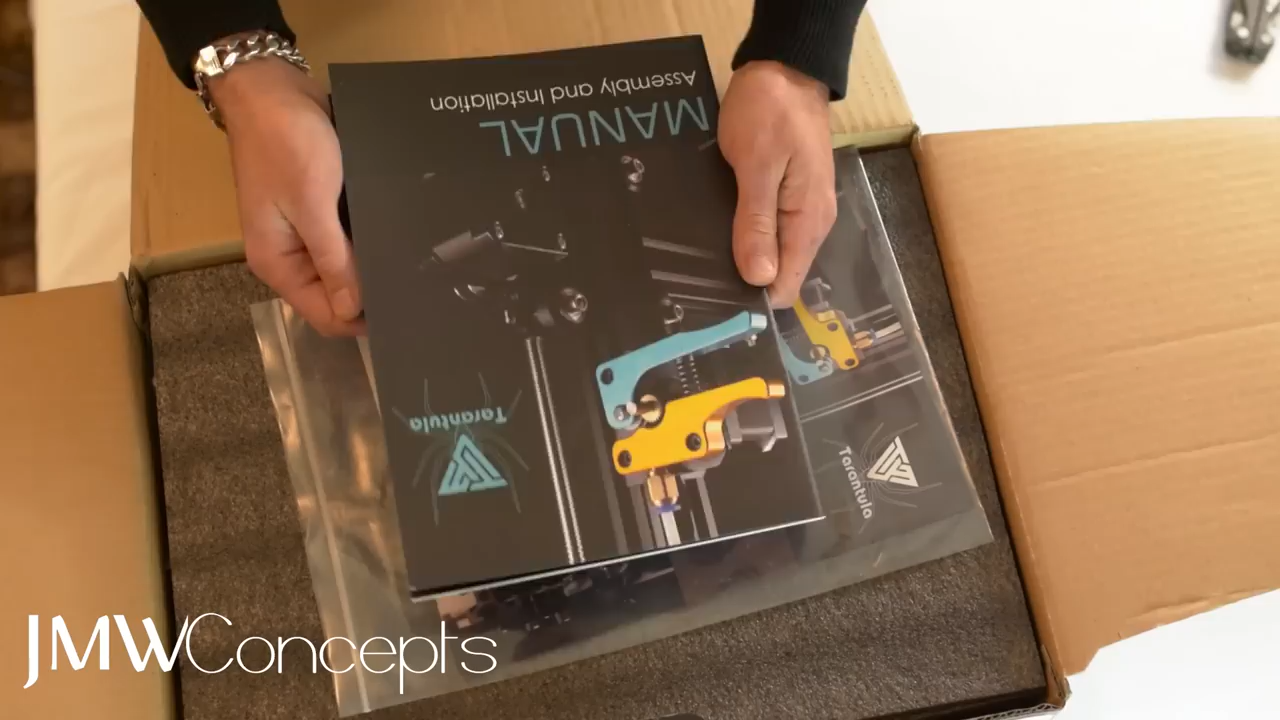 MANUAL
Assembly and Installation
Tarantula
Tarantula
JMWConcepts